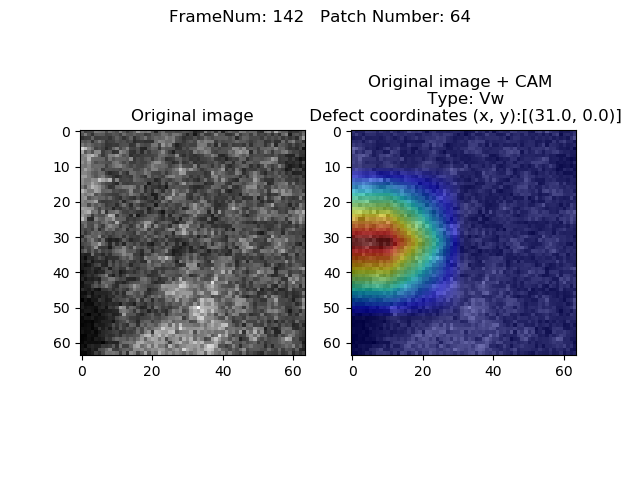 FrameNum: 142   Patch Number: 64
Original image
0
10
20
30
40
50
60
0 20 40 60
Original image + CAM
Type: Vw
Defect coordinates (x, y):[(31.0, 0.0)]
0
10
20
30
40
50
60
0 20 40 60